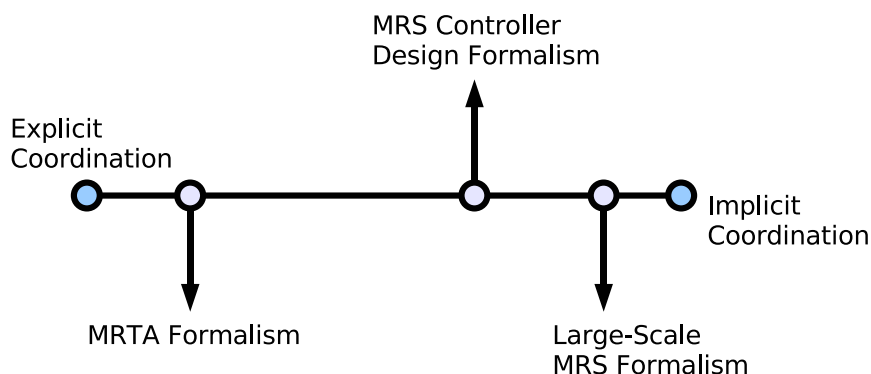 MRS Controller
Design Formalism
Explicit
Coordination
Implicit
Coordination
MRTA Formalism
Large-Scale
MRS Formalism